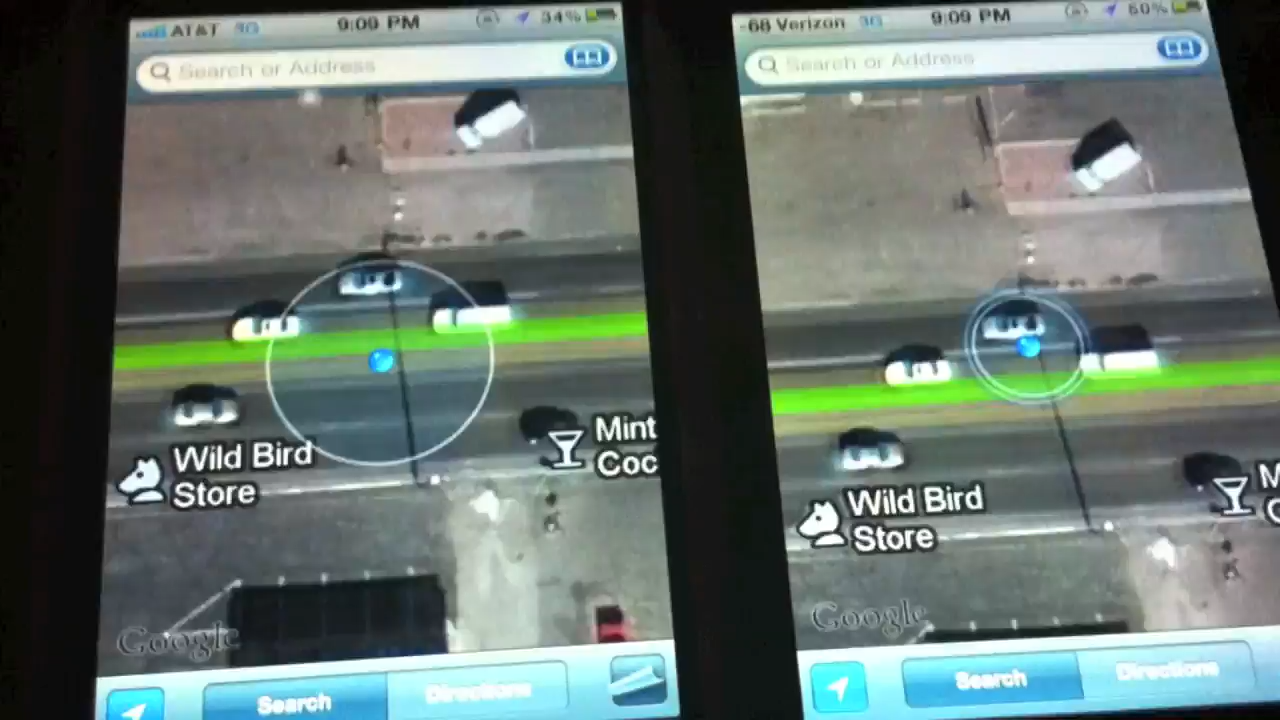 AT&T 3G 9:09 PM 34%
Search or Address
Wild Bird
Store
Mint
Coc
Google
Search Directions
-68 Verizon 3G 9:09 PM 60%
Search or Address
Wild Bird
Store
M
C
Google
Search Directions